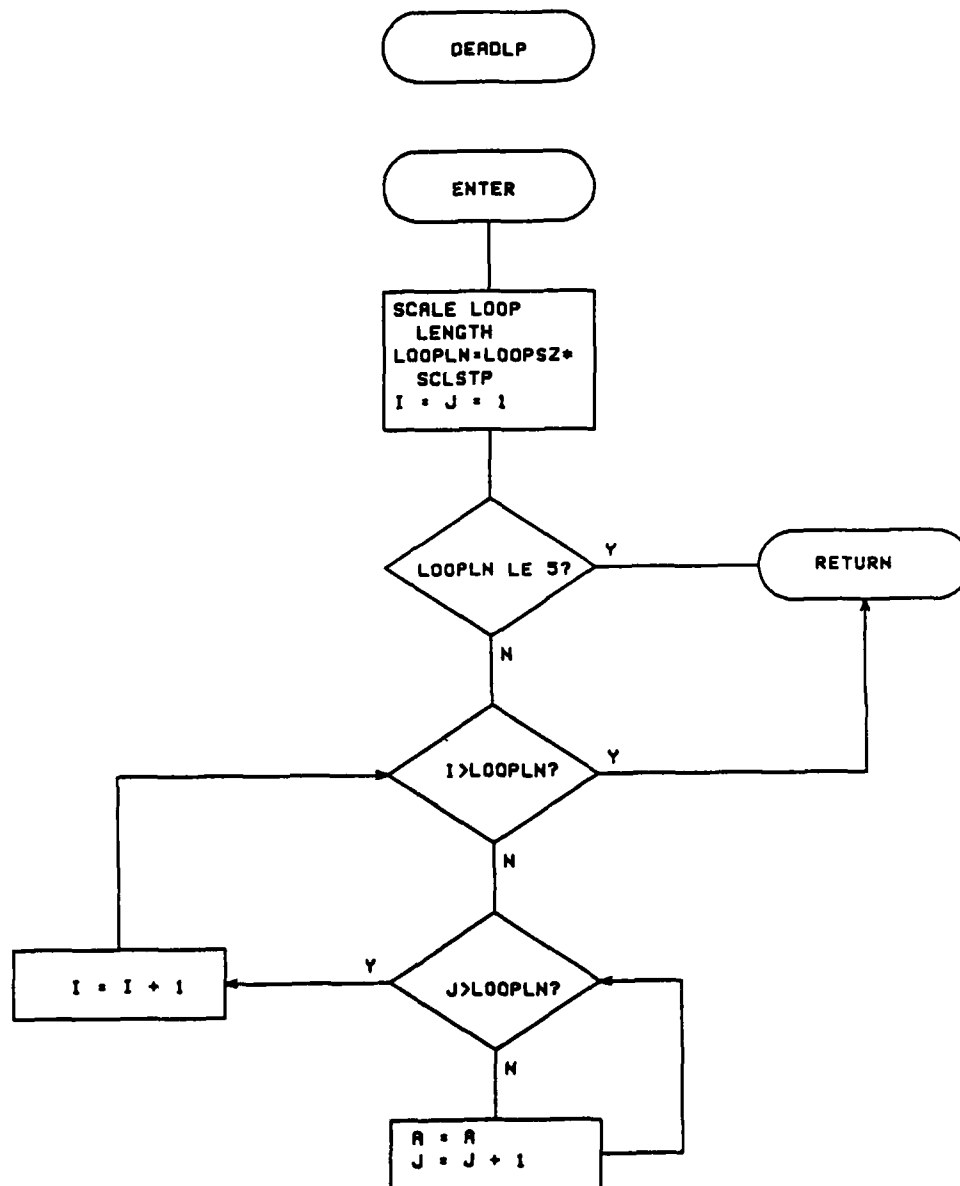 DEADLP
ENTER
SCALE LOOP
LENGTH
LOOPLN=LOOPSZ*
SCLSTP
I = J = 1
LOOPLN LE 5?
Y
RETURN
N
I>LOOPLN?
Y
N
J>LOOPLN?
Y
I = I + 1
N
A = A
J = J + 1